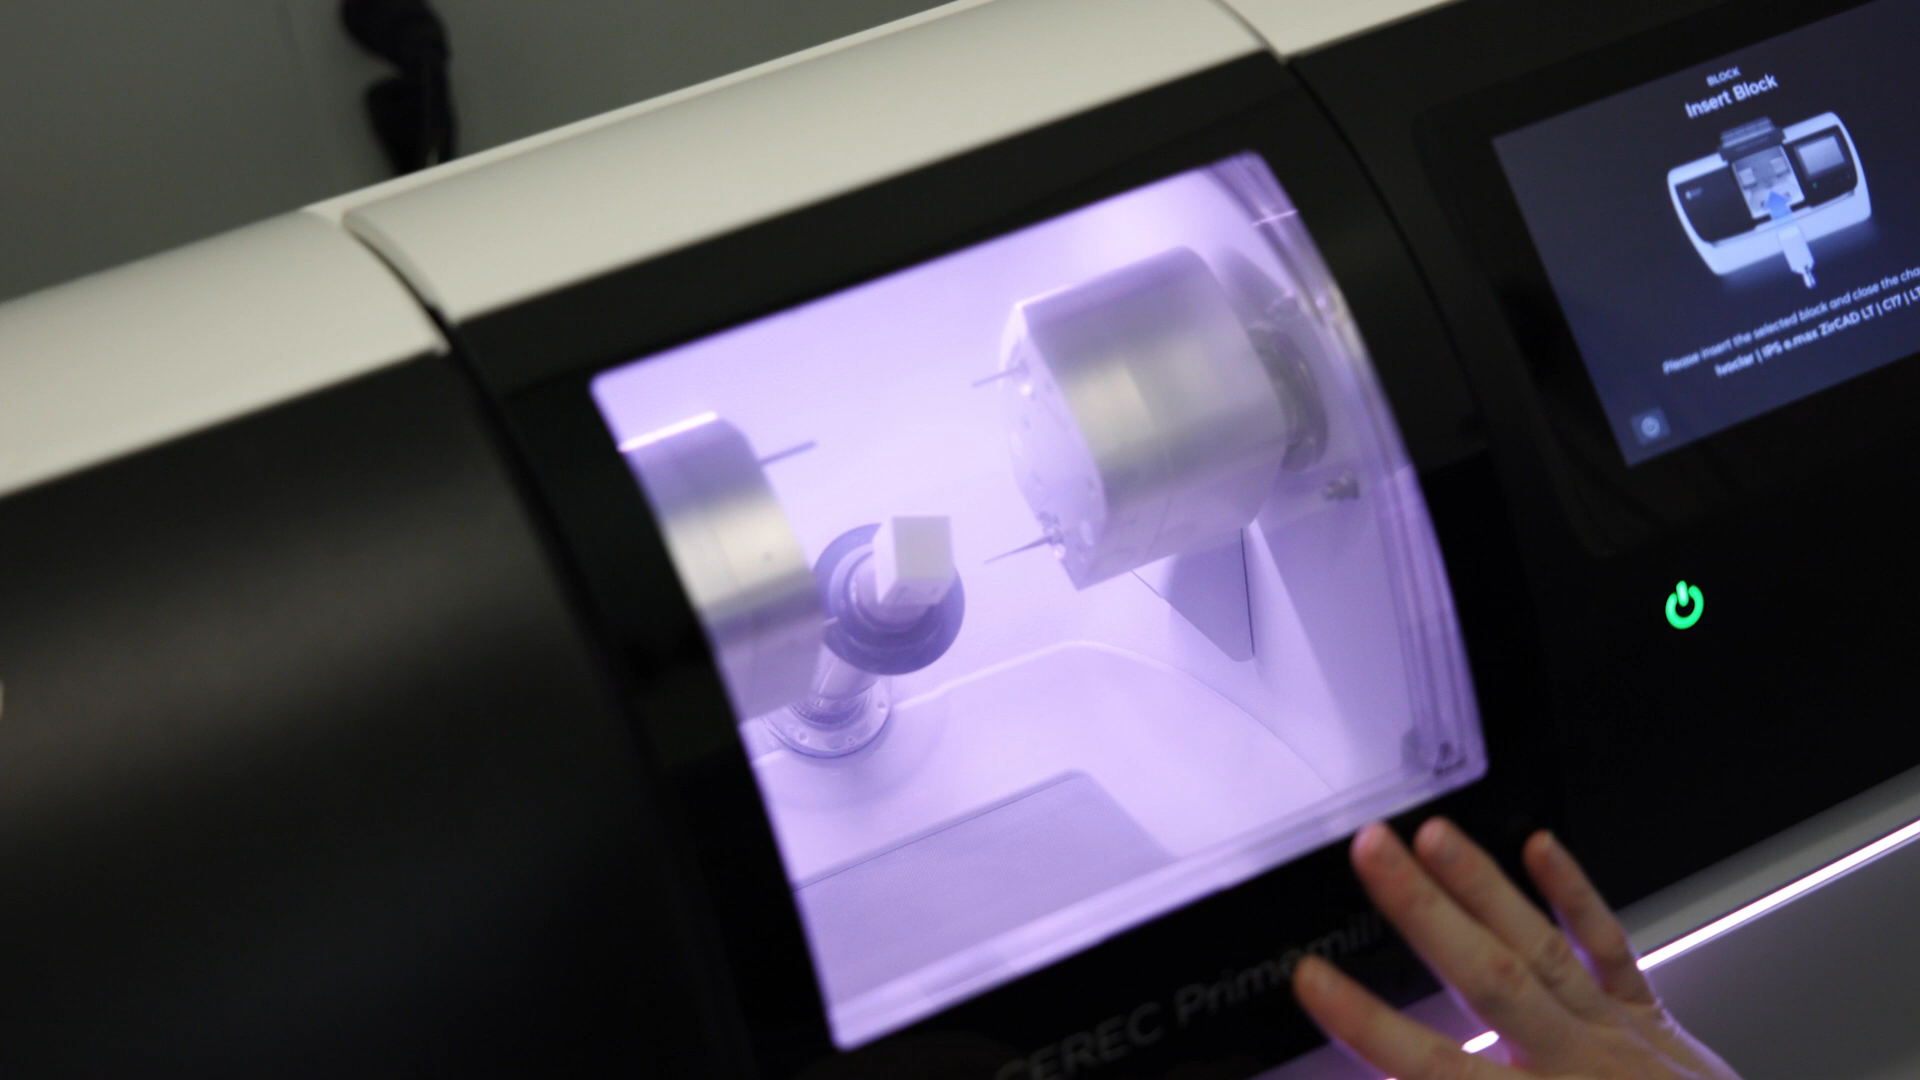 BLOCK
Insert Block
Please insert the selected block and close the cha
Ivoclar | IPS e.max ZirCAD LT | C17 | LT
CEREC Primemill